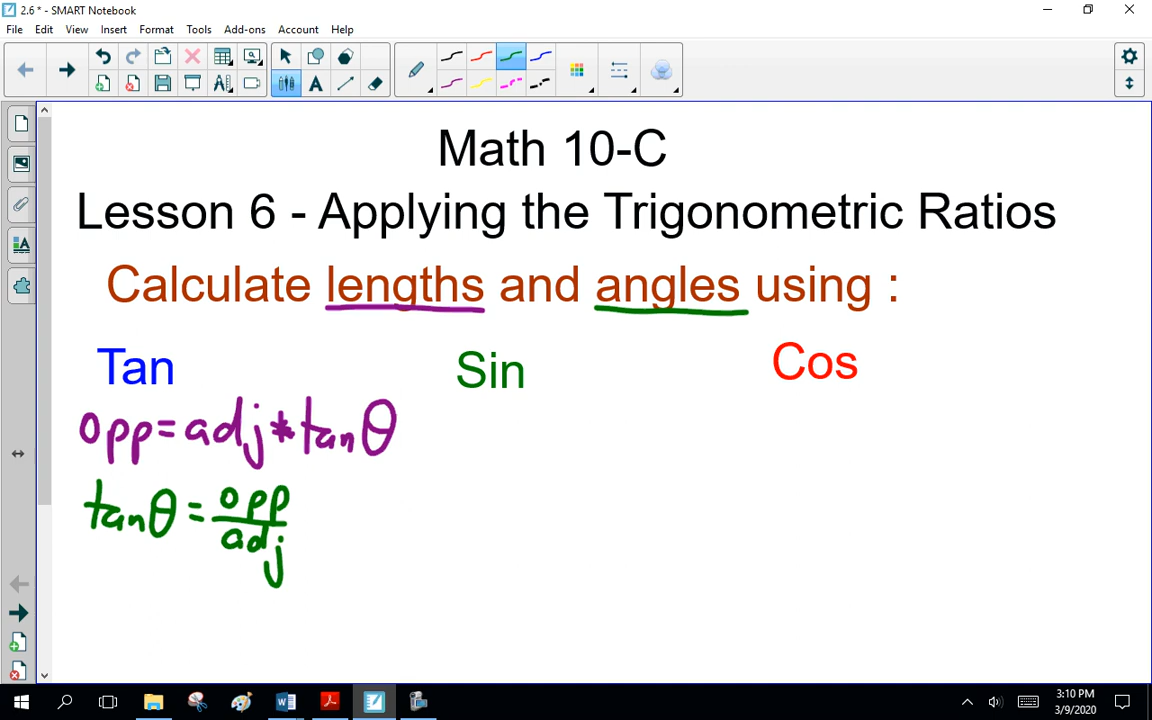 2.6 * - SMART Notebook
File Edit View Insert Format Tools Add-ons Account Help
Math 10-C
Lesson 6 - Applying the Trigonometric Ratios
Calculate lengths and angles using :
Tan Sin Cos
opp = adj * tan θ
tan θ = opp/adj
3:10 PM
3/9/2020